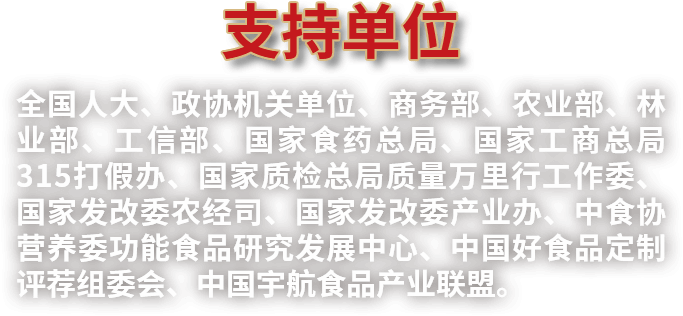 支持单位
全国人大、政协机关单位、商务部、农业部、林
业部、工信部、国家食药总局、国家工商总局
315打假办、国家质检总局质量万里行工作委、
国家发改委农经司、国家发改委产业办、中食协
营养委功能食品研究发展中心、中国好食品定制
评荐组委会、中国宇航食品产业联盟。